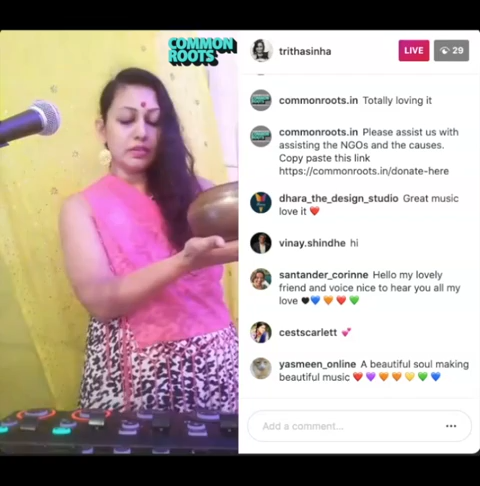 COMMON
ROOTS
trithasinha
LIVE
29
commonroots.in Totally loving it
commonroots.in Please assist us with
assisting the NGOs and the causes.
Copy paste this link
https://commonroots.in/donate-here
dhara_the_design_studio Great music
love it ❤️
vinay.shindhe hi
santander_corinne Hello my lovely
friend and voice nice to hear you all my
love 🖤💙🧡❤️💚
cestscarlett 💕
yasmeen_online A beautiful soul making
beautiful music ❤️💜🧡🧡💛💚💙
Add a comment...